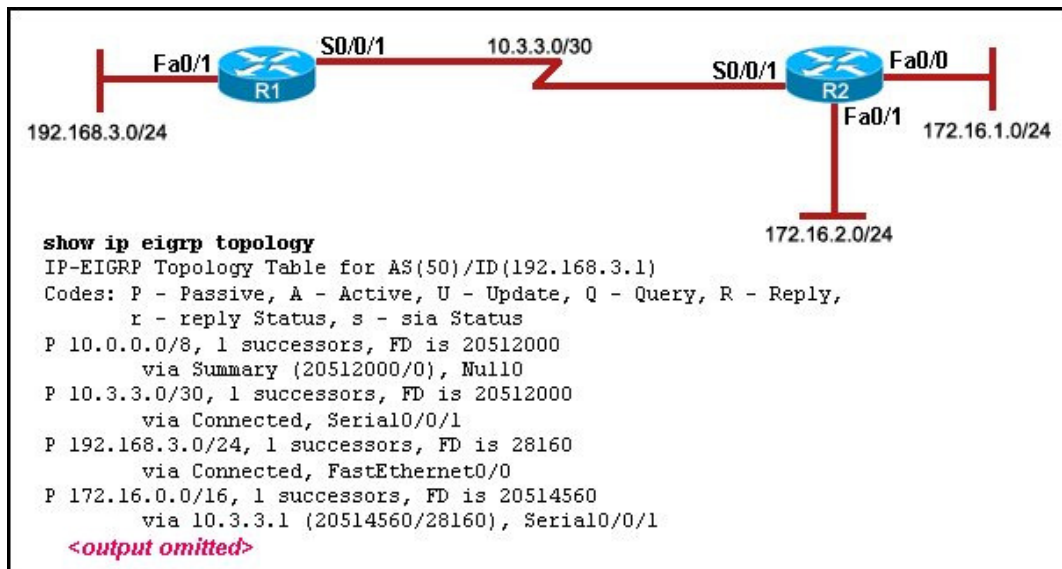 Fa0/1
R1
S0/0/1
10.3.3.0/30
S0/0/1
R2
Fa0/0
Fa0/1
192.168.3.0/24
172.16.1.0/24
172.16.2.0/24
show ip eigrp topology
IP-EIGRP Topology Table for AS(50)/ID(192.168.3.1)
Codes: P - Passive, A - Active, U - Update, Q - Query, R - Reply,
r - reply Status, s - sia Status
P 10.0.0.0/8, 1 successors, FD is 20512000
via Summary (20512000/0), Null0
P 10.3.3.0/30, 1 successors, FD is 20512000
via Connected, Serial0/0/1
P 192.168.3.0/24, 1 successors, FD is 28160
via Connected, FastEthernet0/0
P 172.16.0.0/16, 1 successors, FD is 20514560
via 10.3.3.1 (20514560/28160), Serial0/0/1
<output omitted>